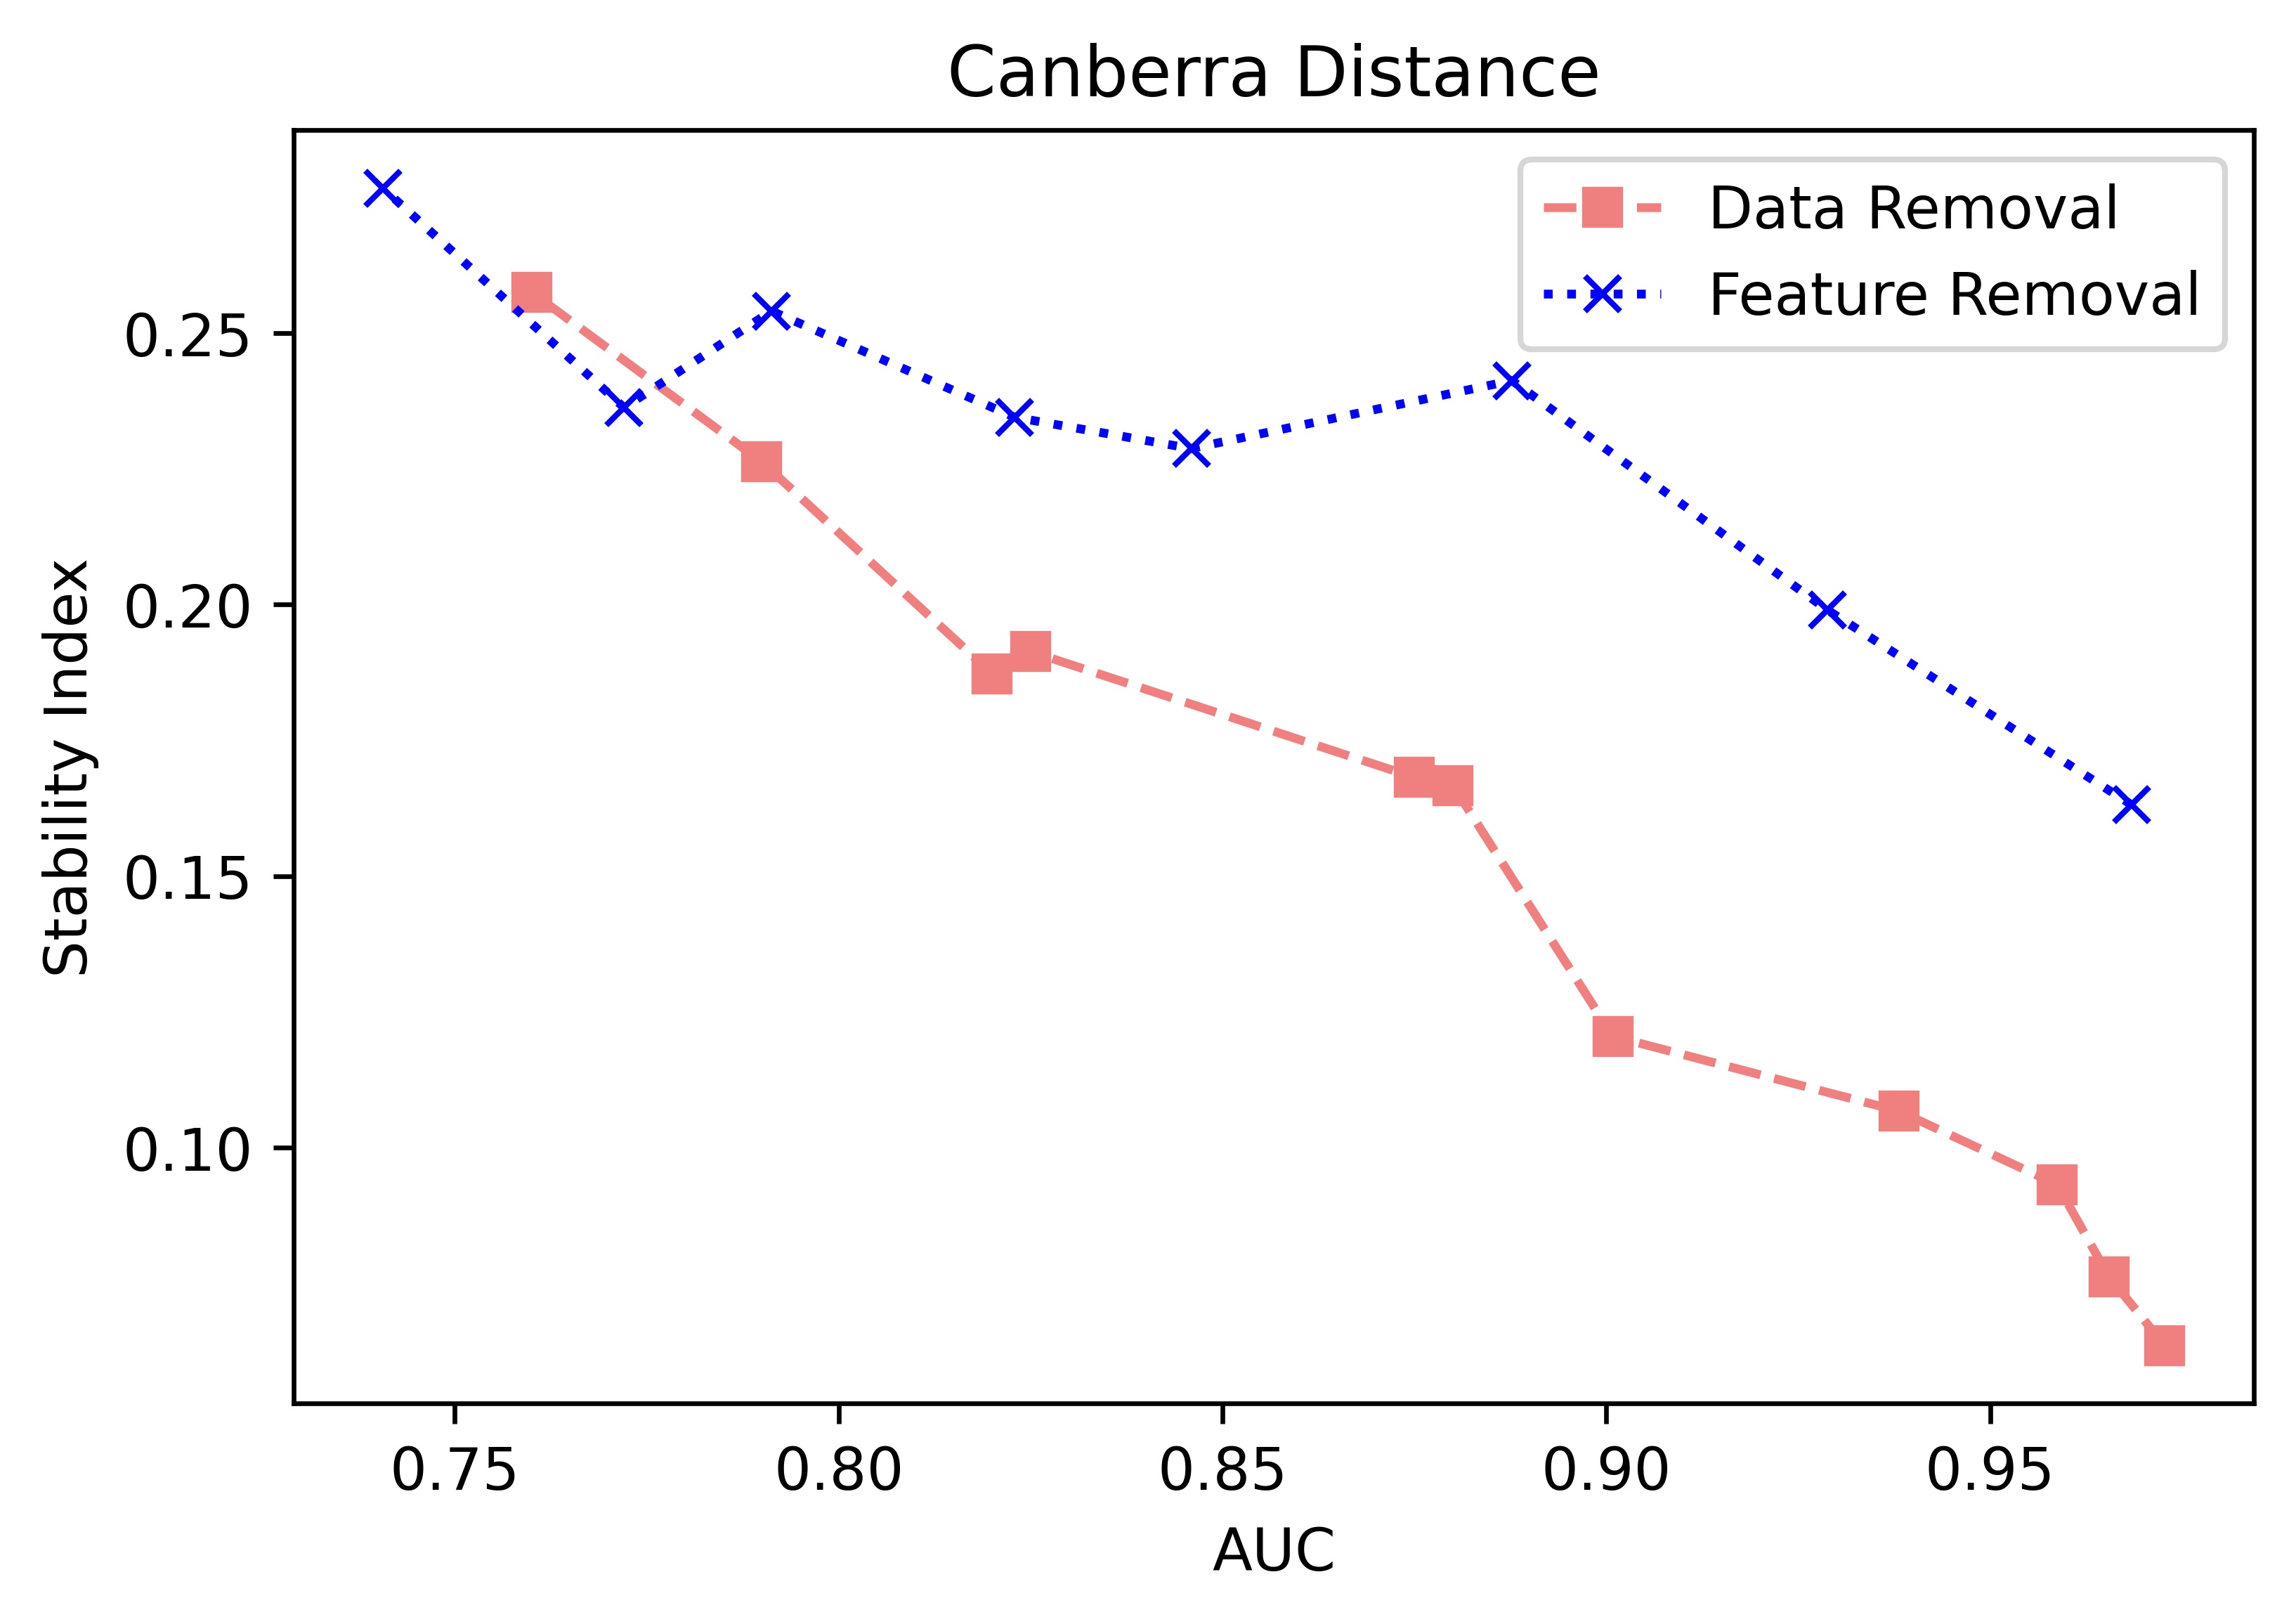 Canberra Distance
Data Removal
Feature Removal
Stability Index
0.25
0.20
0.15
0.10
0.75 0.80 0.85 0.90 0.95
AUC